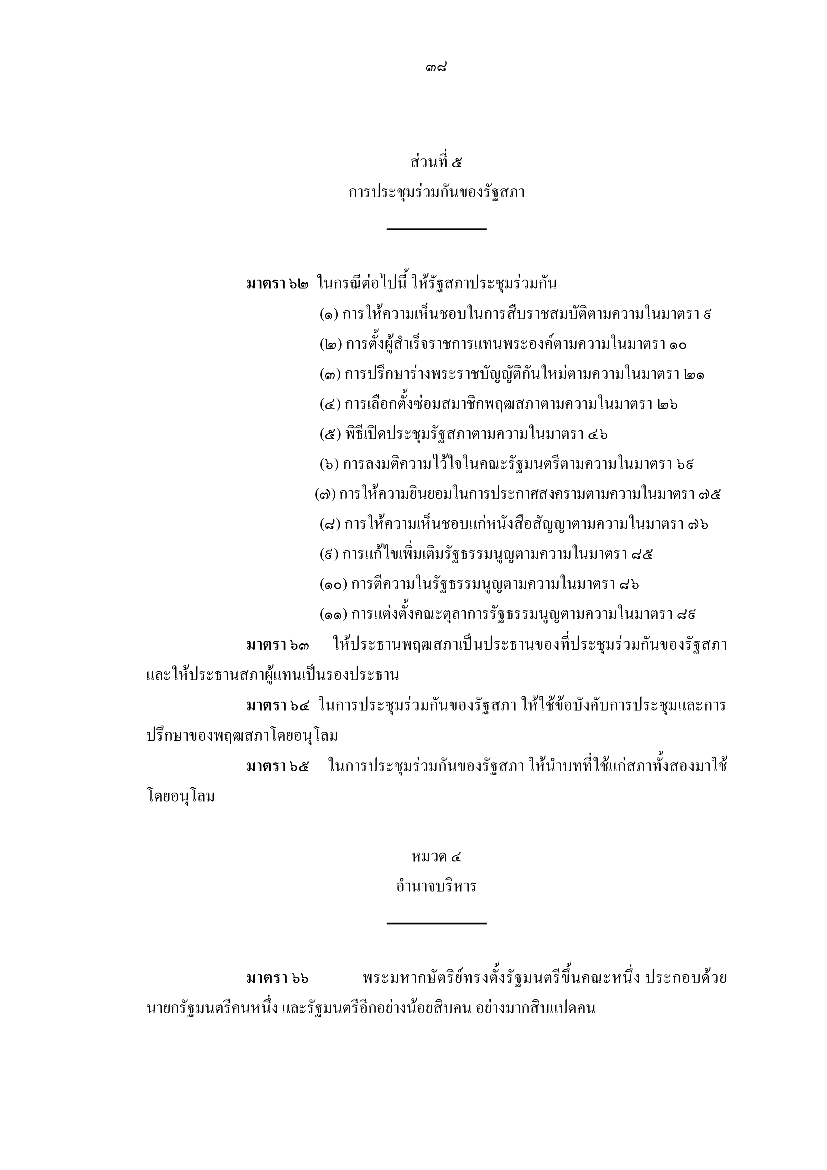 ๓๘
ส่วนที่ ๕
การประชุมร่วมกันของรัฐสภา
มาตรา ๖๒ ในกรณีต่อไปนี้ ให้รัฐสภาประชุมร่วมกัน
(๑) การให้ความเห็นชอบในการสืบราชสมบัติตามความในมาตรา ๙
(๒) การตั้งผู้สำเร็จราชการแทนพระองค์ตามความในมาตรา ๑๐
(๓) การปรึกษาร่างพระราชบัญญัติกันใหม่ตามความในมาตรา ๒๑
(๔) การเลือกตั้งซ่อมสมาชิกพฤฒสภาตามความในมาตรา ๒๖
(๕) พิธีเปิดประชุมรัฐสภาตามความในมาตรา ๔๖
(๖) การลงมติความไว้ใจในคณะรัฐมนตรีตามความในมาตรา ๖๙
(๗) การให้ความยินยอมในการประกาศสงครามตามความในมาตรา ๗๕
(๘) การให้ความเห็นชอบแก่หนังสือสัญญาตามความในมาตรา ๗๖
(๙) การแก้ไขเพิ่มเติมรัฐธรรมนูญตามความในมาตรา ๘๕
(๑๐) การตีความในรัฐธรรมนูญตามความในมาตรา ๘๖
(๑๑) การแต่งตั้งคณะตุลาการรัฐธรรมนูญตามความในมาตรา ๘๙
มาตรา ๖๓ ให้ประธานพฤฒสภาเป็นประธานของที่ประชุมร่วมกันของรัฐสภา
และให้ประธานสภาผู้แทนเป็นรองประธาน
มาตรา ๖๔ ในการประชุมร่วมกันของรัฐสภา ให้ใช้ข้อบังคับการประชุมและการ
ปรึกษาของพฤฒสภาโดยอนุโลม
มาตรา ๖๕ ในการประชุมร่วมกันของรัฐสภา ให้นำบทที่ใช้แก่สภาทั้งสองมาใช้
โดยอนุโลม
หมวด ๔
อำนาจบริหาร
มาตรา ๖๖ พระมหากษัตริย์ทรงตั้งรัฐมนตรีขึ้นคณะหนึ่ง ประกอบด้วย
นายกรัฐมนตรีคนหนึ่ง และรัฐมนตรีอีกอย่างน้อยสิบคน อย่างมากสิบแปดคน